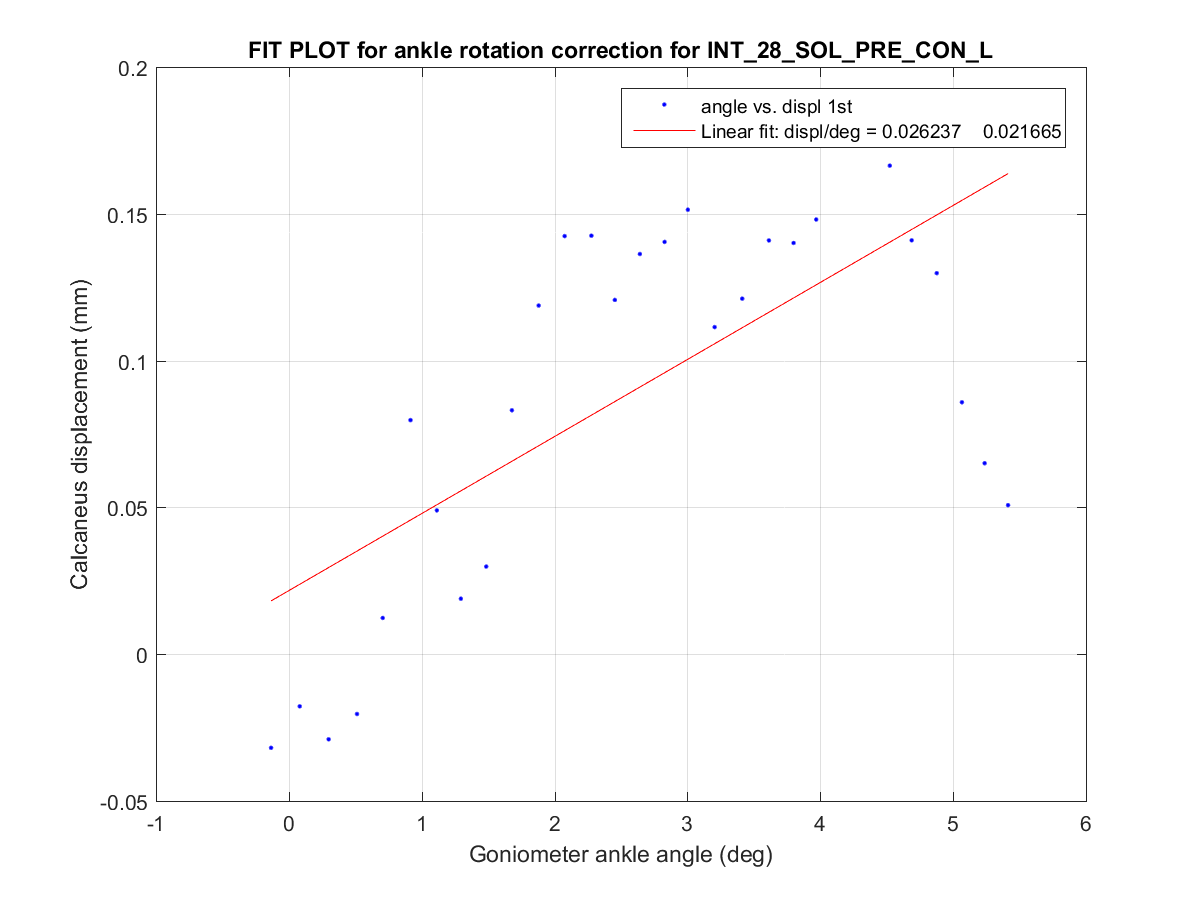 FIT PLOT for ankle rotation correction for INT_28_SOL_PRE_CON_L
angle vs. displ 1st
Linear fit: displ/deg = 0.026237 0.021665
0.2
0.15
0.1
0.05
0
-0.05
Calcaneus displacement (mm)
-1 0 1 2 3 4 5 6
Goniometer ankle angle (deg)